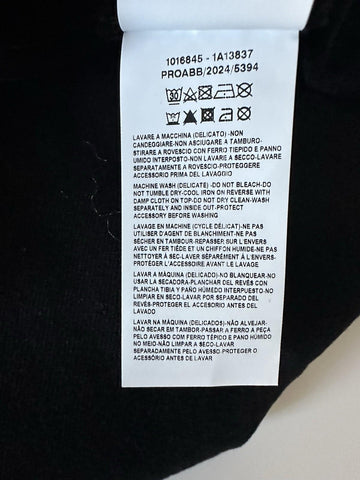 1016845 - 1A13837
PROABB/2024/5394
LAVARE A MACCHINA (DELICATO) -NON
CANDEGGIARE-NON ASCIUGARE A TAMBURO-
STIRARE A ROVESCIO CON FERRO TIEPIDO E PANNO
UMIDO INTERPOSTO-NON LAVARE A SECCO-LAVARE
SEPARATAMENTE A ROVESCIO-PROTEGGERE
ACCESSORIO PRIMA DEL LAVAGGIO
MACHINE WASH (DELICATE) -DO NOT BLEACH-DO
NOT TUMBLE DRY-COOL IRON ON REVERSE WITH
DAMP CLOTH ON TOP-DO NOT DRY CLEAN-WASH
SEPARATELY AND INSIDE OUT-PROTECT
ACCESSORY BEFORE WASHING
LAVAGE EN MACHINE (CYCLE DÉLICAT)-NE PAS
UTILISER D'AGENT DE BLANCHIMENT-NE PAS
SÉCHER EN TAMBOUR-REPASSER SUR L'ENVERS
AVEC UN FER TIÈDE ET UN CHIFFON HUMIDE-NE PAS
NETTOYER À SEC-LAVER SÉPARÉMENT À L'ENVERS-
PROTÉGER L'ACCESSOIRE AVANT LE LAVAGE
LAVAR A MÁQUINA (DELICADO)-NO BLANQUEAR-NO
USAR LA SECADORA-PLANCHAR DEL REVÉS CON
PLANCHA TIBIA Y PAÑO HÚMEDO INTERPUESTO-NO
LIMPIAR EN SECO-LAVAR POR SEPARADO DEL
REVÉS-PROTEGER EL ACCESORIO ANTES DEL
LAVADO
LAVAR NA MÁQUINA (DELICADOS)-NÃO ALVEJAR-
NÃO SECAR EM TAMBOR-PASSAR A FERRO A PEÇA
PELO AVESSO COM FERRO TÉPIDO E PANO HÚMIDO
NO MEIO-NÃO LIMPAR A SECO-LAVAR
SEPARADAMENTE PELO AVESSO-PROTEGER O
ACESÓRIO ANTES DE LAVAR